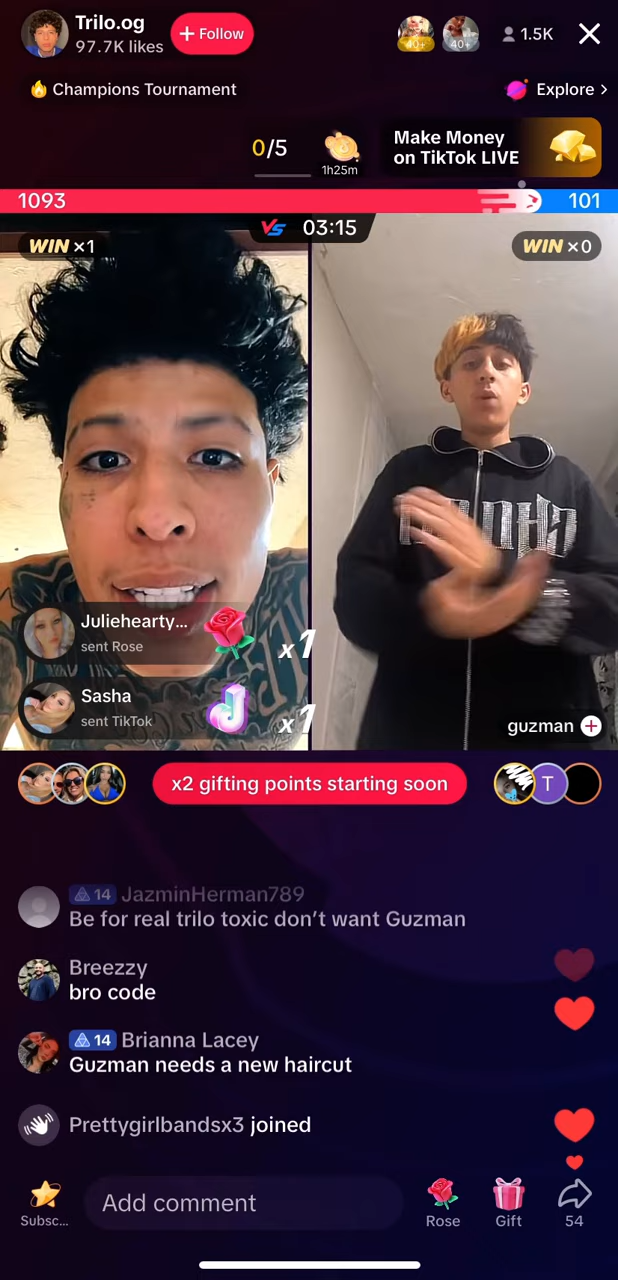 Trilo.og
97.7K likes
+ Follow
40+
40+
1.5K
Champions Tournament
Explore >
0/5
1h25m
Make Money
on TikTok LIVE
1093
101
VS 03:15
WIN x1
WIN x0
Juliehearty...
sent Rose
x1
Sasha
sent TikTok
x1
guzman
x2 gifting points starting soon
T
14 JazminHerman789
Be for real trilo toxic don't want Guzman
Breezzy
bro code
14 Brianna Lacey
Guzman needs a new haircut
Prettygirlbandsx3 joined
Subsc...
Add comment
Rose
Gift
54